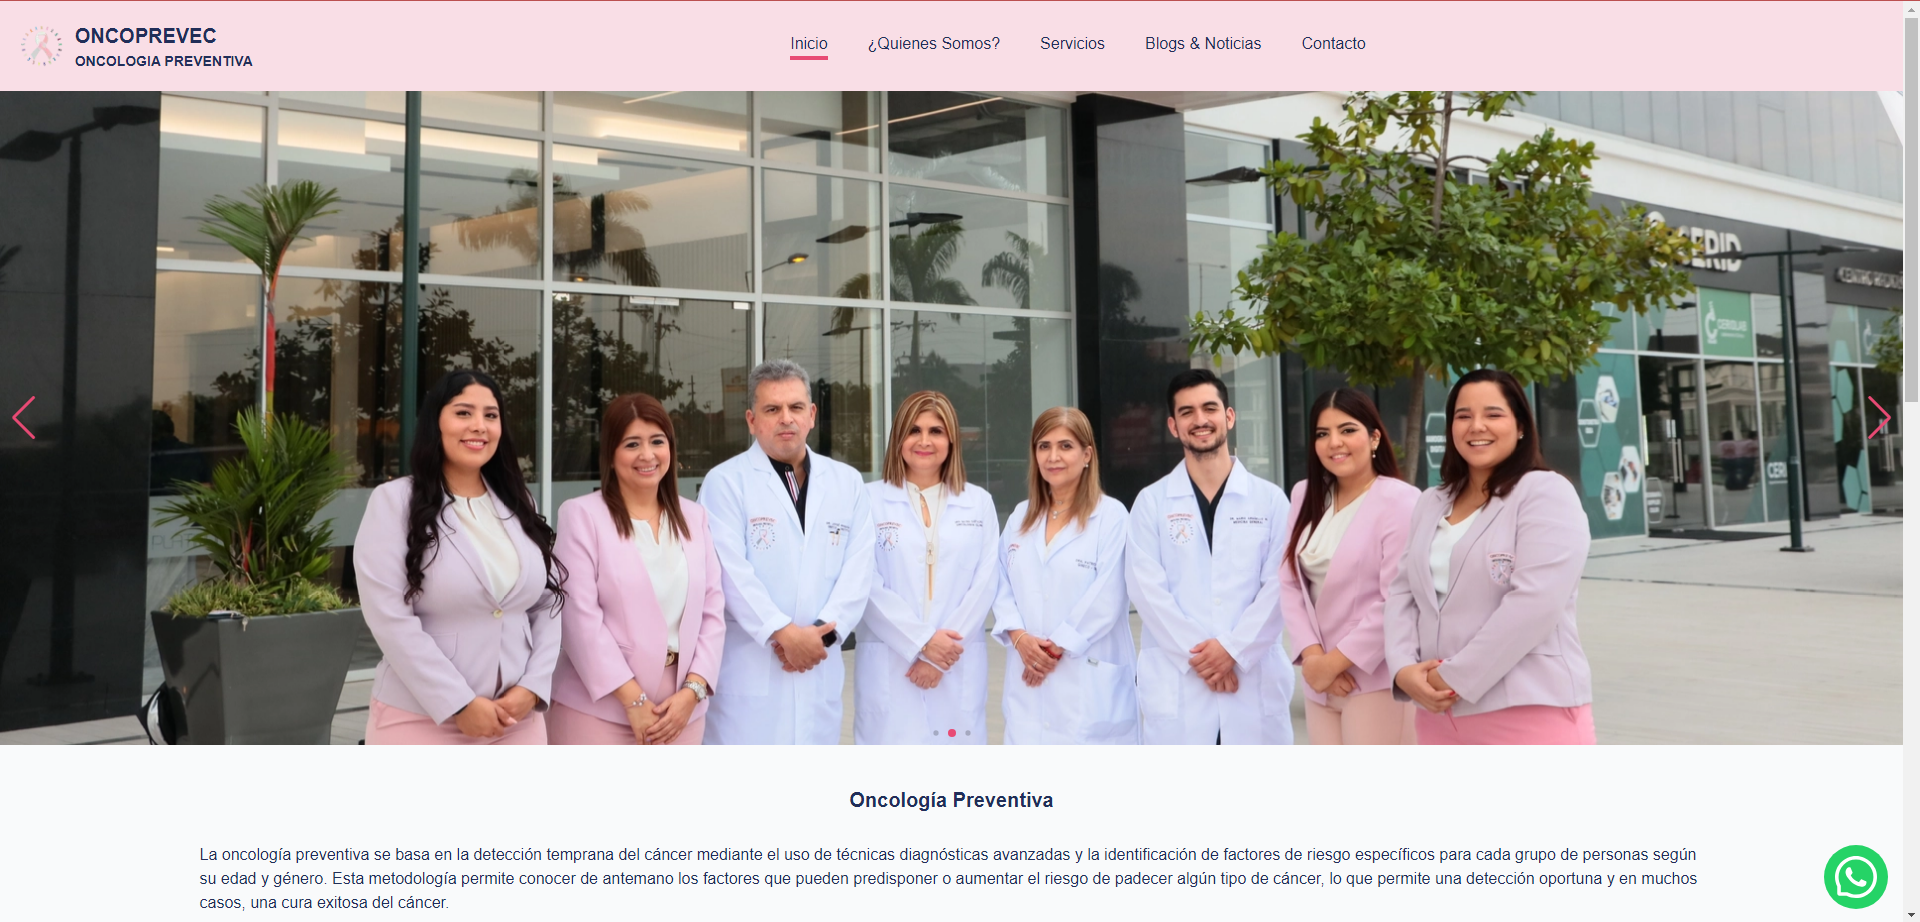 ONCOPREVEC
ONCOLOGIA PREVENTIVA
Inicio
¿Quienes Somos?
Servicios
Blogs & Noticias
Contacto
CERID
CERIDLAB
Oncología Preventiva
La oncología preventiva se basa en la detección temprana del cáncer mediante el uso de técnicas diagnósticas avanzadas y la identificación de factores de riesgo específicos para cada grupo de personas según
su edad y género. Esta metodología permite conocer de antemano los factores que pueden predisponer o aumentar el riesgo de padecer algún tipo de cáncer, lo que permite una detección oportuna y en muchos
casos, una cura exitosa del cáncer.